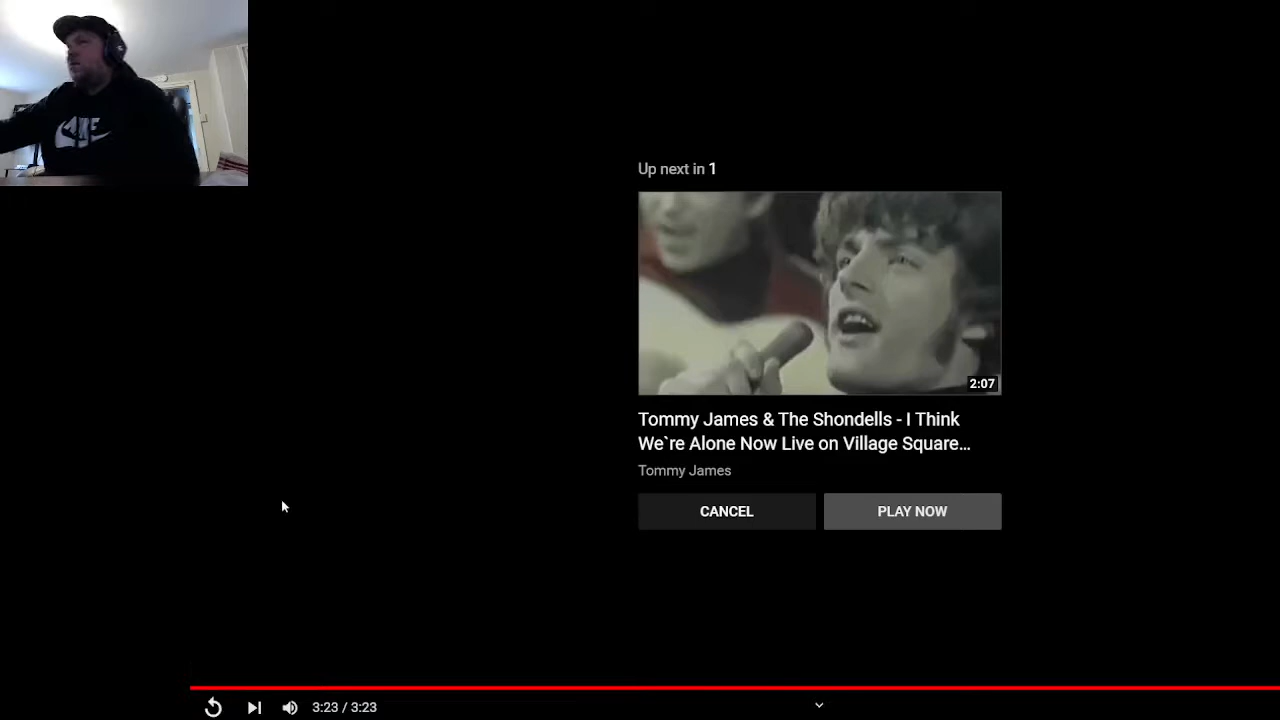 NIKE
Up next in 1
2:07
Tommy James & The Shondells - I Think
We`re Alone Now Live on Village Square...
Tommy James
CANCEL
PLAY NOW
3:23 / 3:23